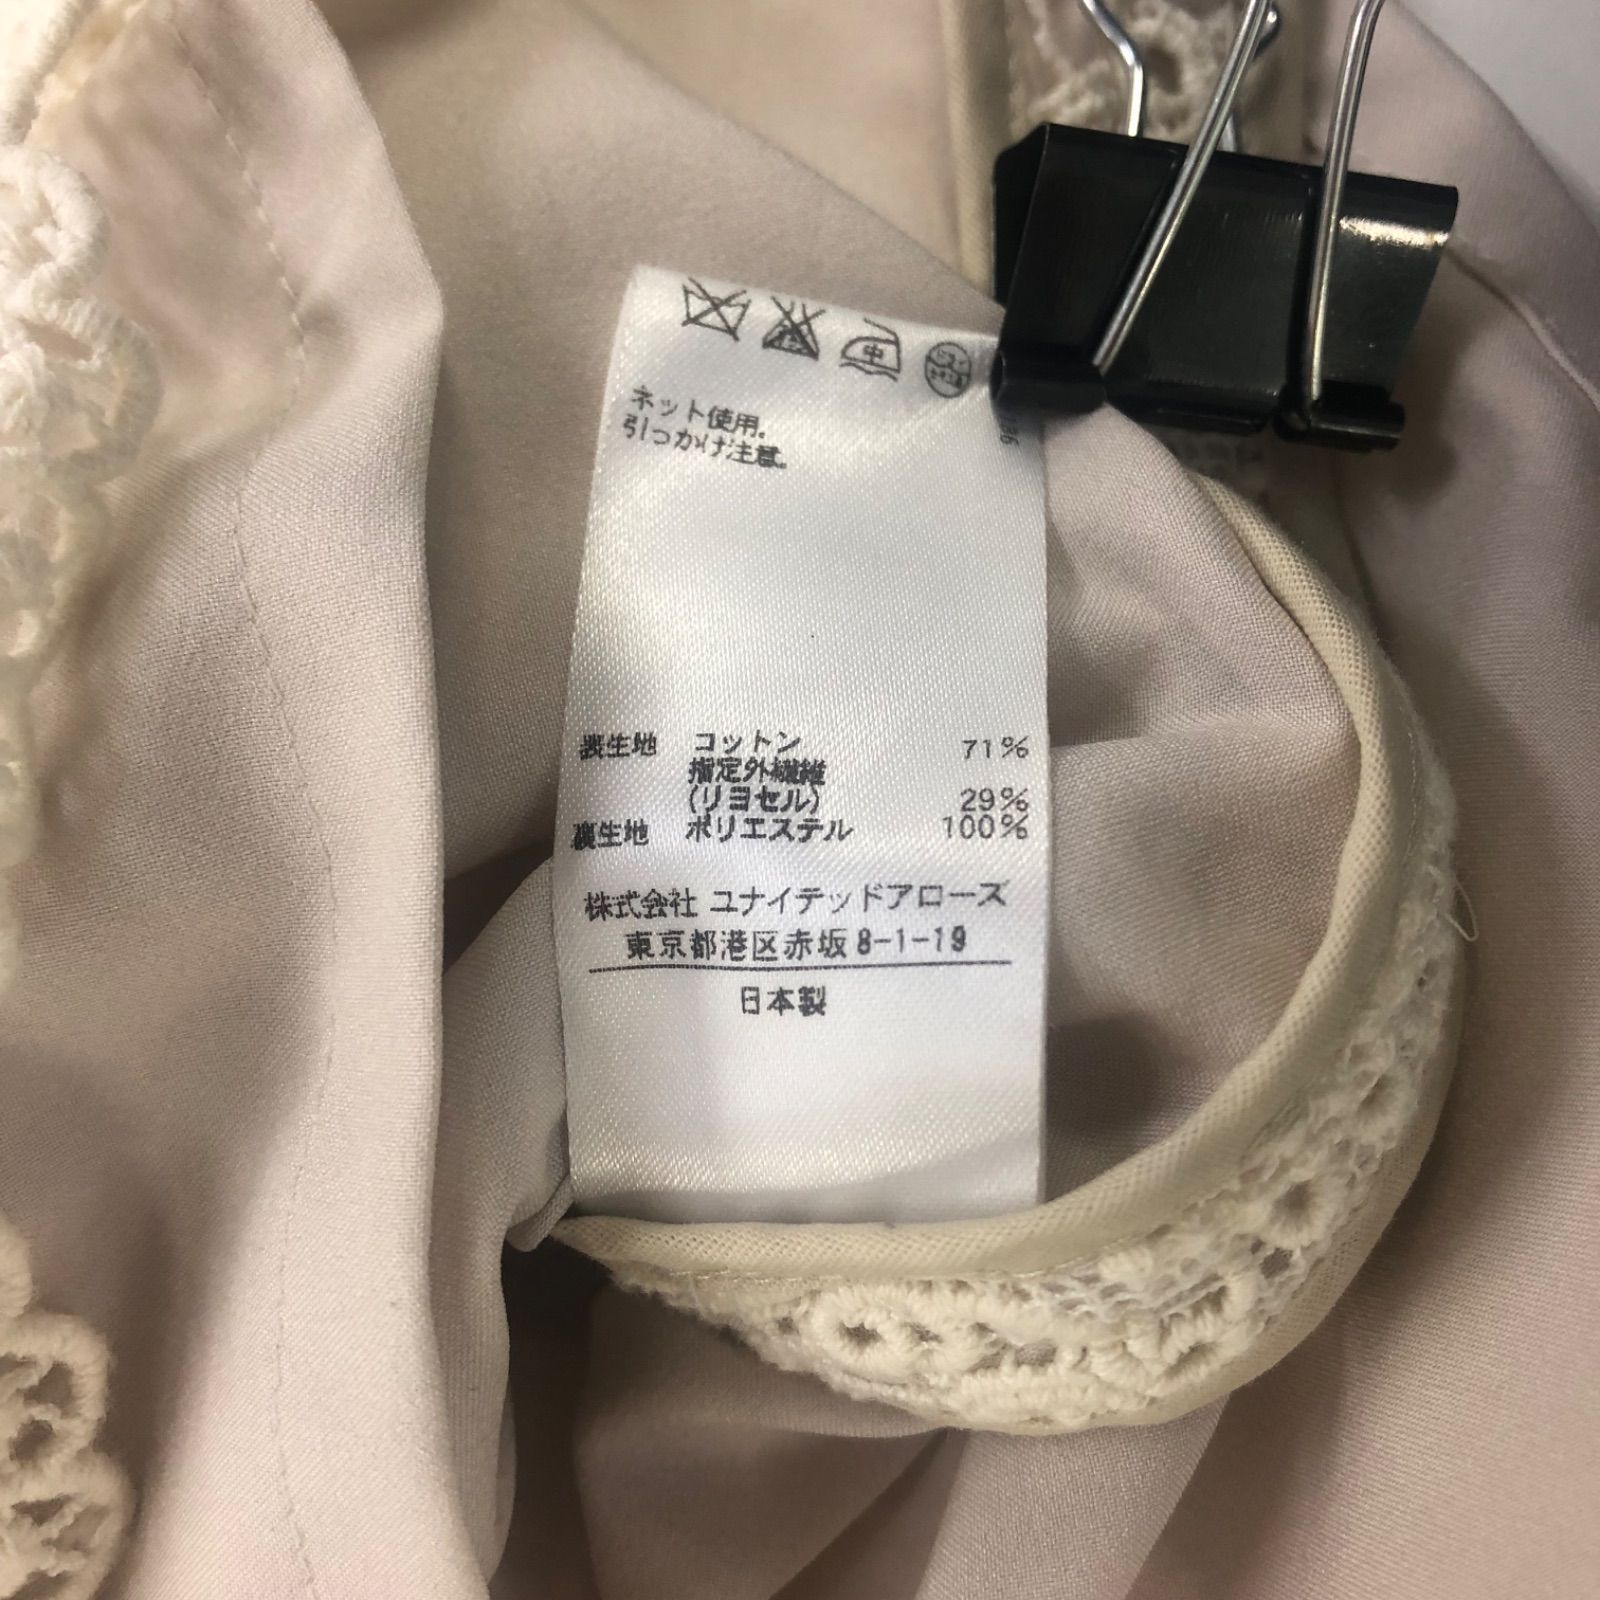 中
ネット使用。
引っかけ注意。
表生地 コットン 71%
指定外繊維
(リヨセル) 29%
裏生地 ポリエステル 100%
株式会社 ユナイテッドアローズ
東京都港区赤坂8-1-19
日本製